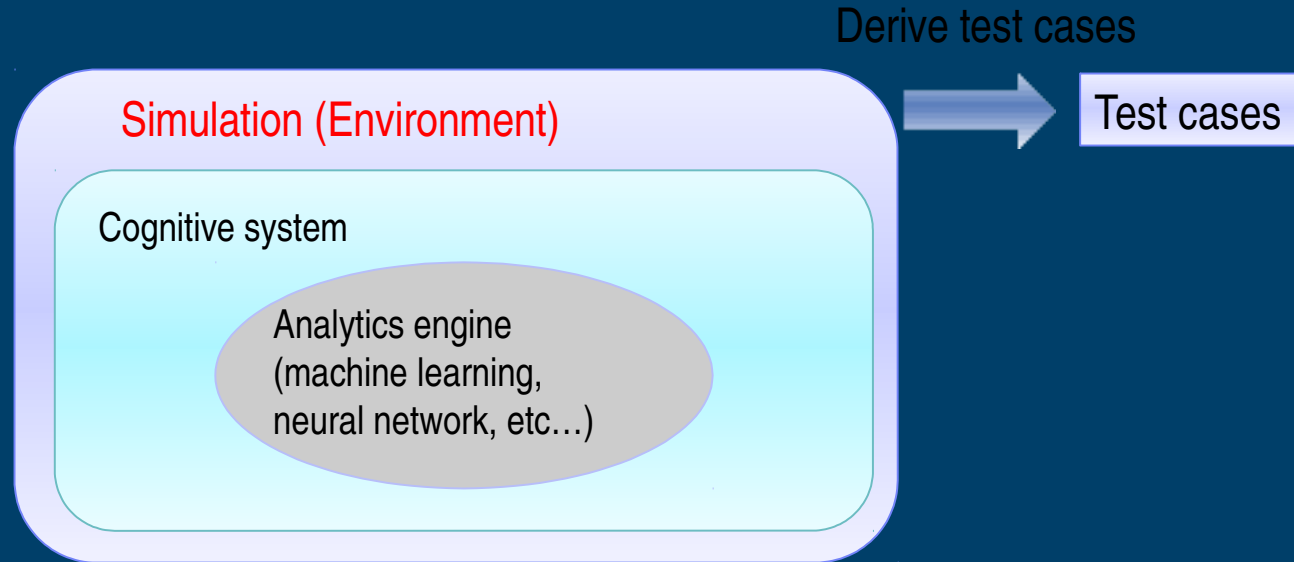 Derive test cases
Simulation (Environment)
Test cases
Cognitive system
Analytics engine
(machine learning,
neural network, etc…)